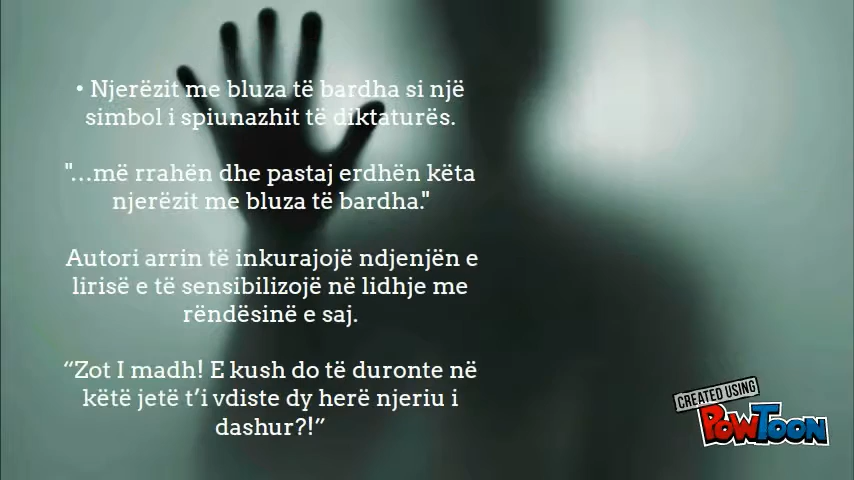 • Njerëzit me bluza të bardha si një
simbol i spiunazhit të diktaturës.
"...më rrahën dhe pastaj erdhën këta
njerëzit me bluza të bardha."
Autori arrin të inkurajojë ndjenjën e
lirisë e të sensibilizojë në lidhje me
rëndësinë e saj.
“Zot I madh! E kush do të duronte në
këtë jetë t’i vdiste dy herë njeriu i
dashur?!”
CREATED USING
POWTOON